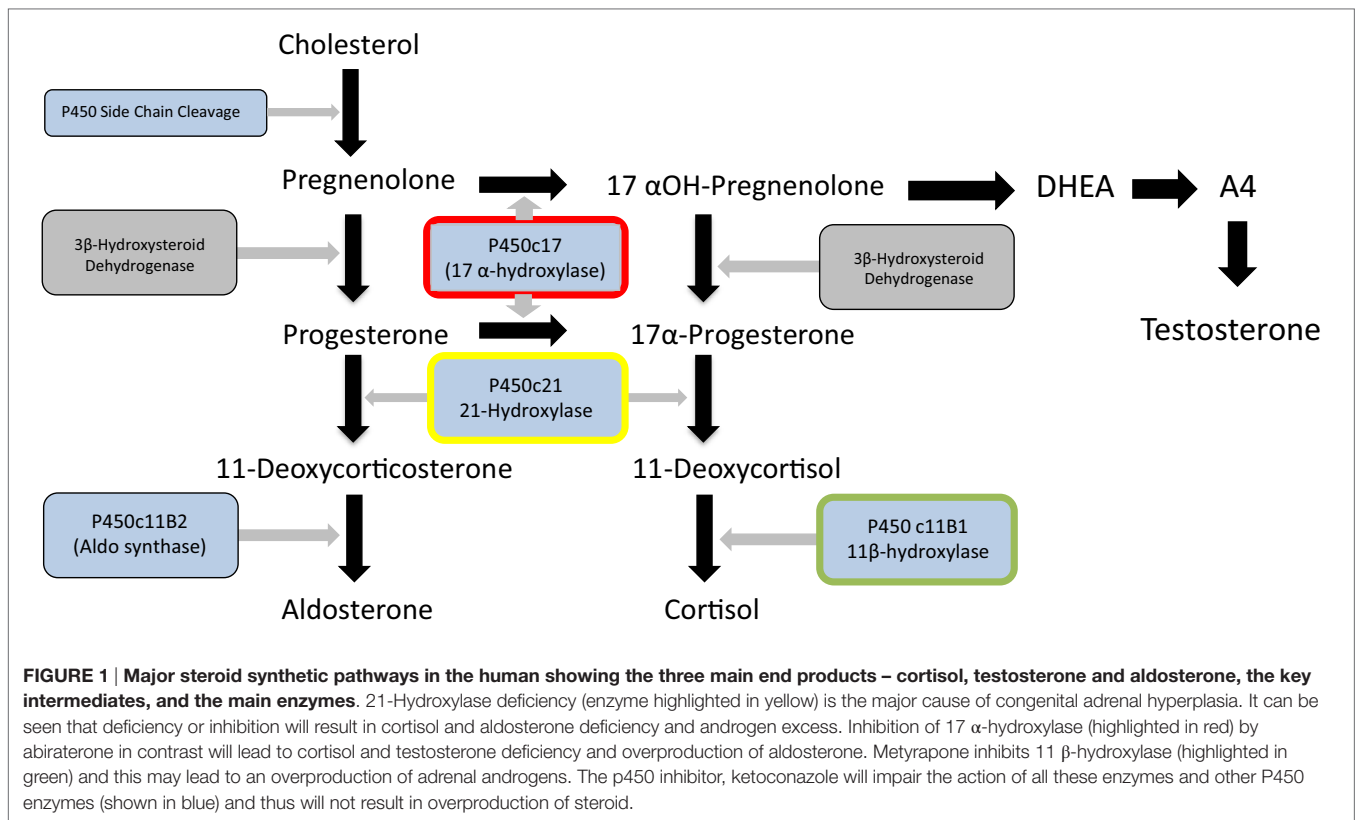 Cholesterol
P450 Side Chain Cleavage
Pregnenolone
17 αOH-Pregnenolone
DHEA
A4
3β-Hydroxysteroid
Dehydrogenase
P450c17
(17 α-hydroxylase)
3β-Hydroxysteroid
Dehydrogenase
Progesterone
17α-Progesterone
Testosterone
P450c21
21-Hydroxylase
11-Deoxycorticosterone
11-Deoxycortisol
P450c11B2
(Aldo synthase)
P450 c11B1
11β-hydroxylase
Aldosterone
Cortisol
FIGURE 1 | Major steroid synthetic pathways in the human showing the three main end products – cortisol, testosterone and aldosterone, the key
intermediates, and the main enzymes. 21-Hydroxylase deficiency (enzyme highlighted in yellow) is the major cause of congenital adrenal hyperplasia. It can be
seen that deficiency or inhibition will result in cortisol and aldosterone deficiency and androgen excess. Inhibition of 17 α-hydroxylase (highlighted in red) by
abiraterone in contrast will lead to cortisol and testosterone deficiency and overproduction of aldosterone. Metyrapone inhibits 11 β-hydroxylase (highlighted in
green) and this may lead to an overproduction of adrenal androgens. The p450 inhibitor, ketoconazole will impair the action of all these enzymes and other P450
enzymes (shown in blue) and thus will not result in overproduction of steroid.